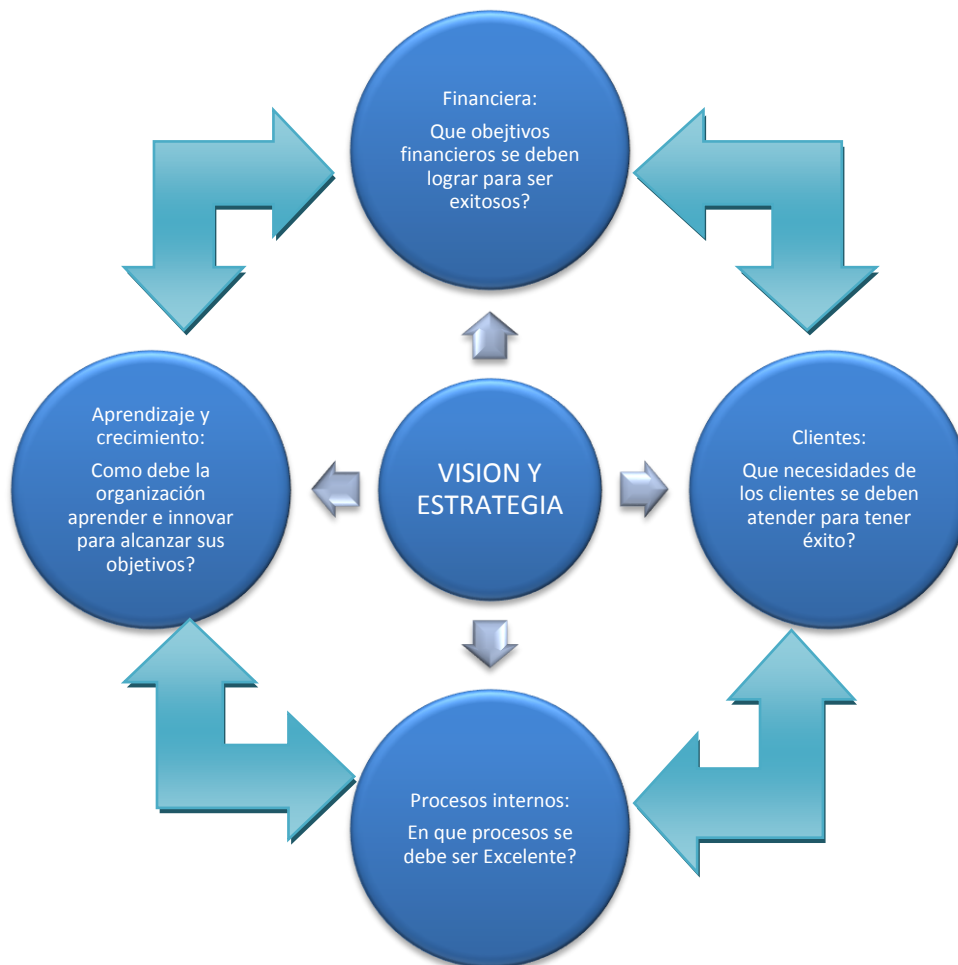 Financiera:
Que obejtivos
financieros se deben
lograr para ser
exitosos?
Aprendizaje y
crecimiento:
Como debe la
organización
aprender e innovar
para alcanzar sus
objetivos?
VISION Y
ESTRATEGIA
Clientes:
Que necesidades de
los clientes se deben
atender para tener
éxito?
Procesos internos:
En que procesos se
debe ser Excelente?